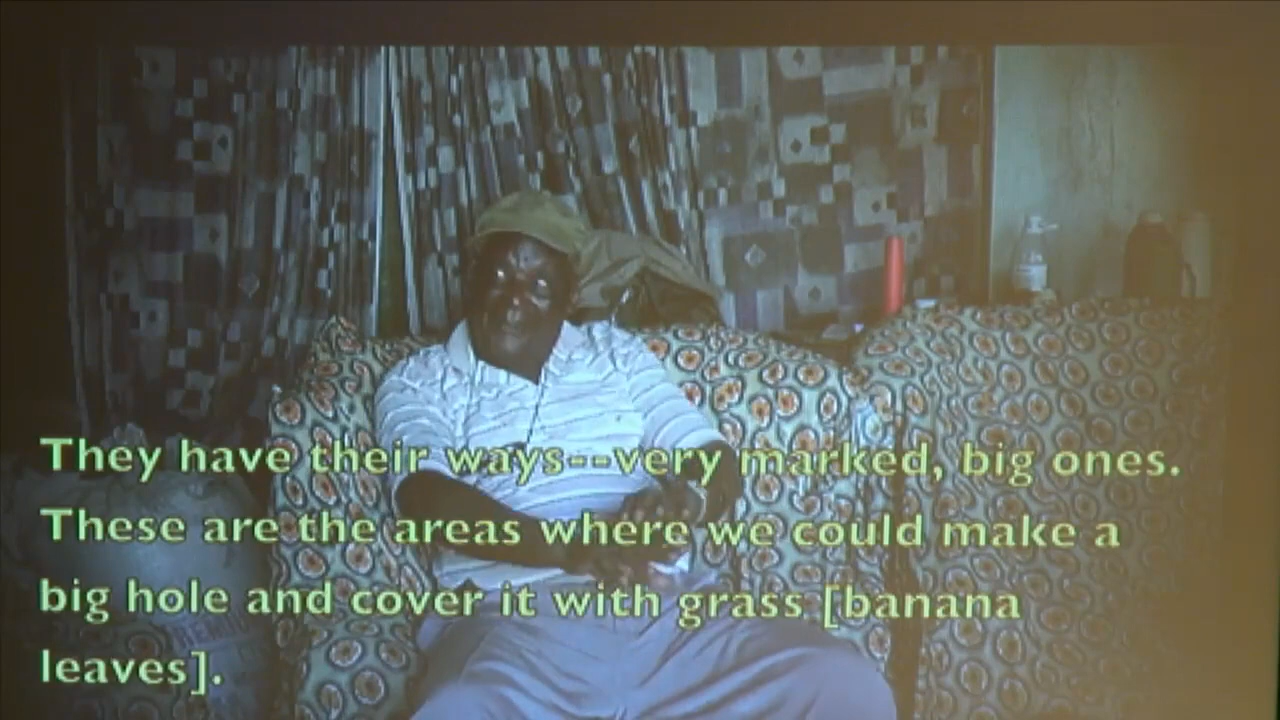 They have their ways--very marked, big ones.
These are the areas where we could make a
big hole and cover it with grass [banana
leaves].